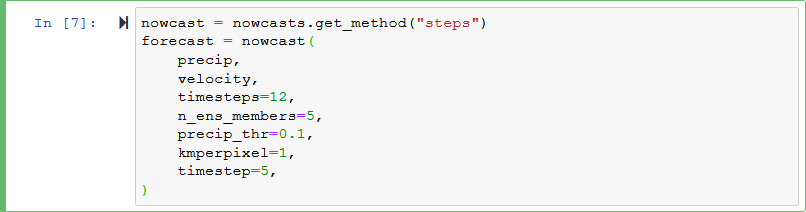 In [7]:
nowcast = nowcasts.get_method("steps")
forecast = nowcast(
    precip,
    velocity,
    timesteps=12,
    n_ens_members=5,
    precip_thr=0.1,
    kmperpixel=1,
    timestep=5,
)